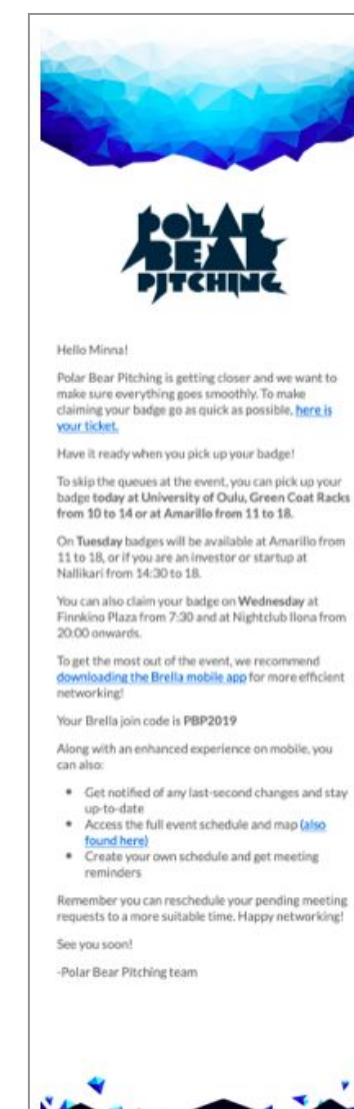 POLAR
BEAR
PITCHING
Hello Minna!
Polar Bear Pitching is getting closer and we want to
make sure everything goes smoothly. To make
claiming your badge go as quick as possible, here is
your ticket.
Have it ready when you pick up your badge!
To skip the queues at the event, you can pick up your
badge today at University of Oulu, Green Coat Racks
from 10 to 14 or at Amarillo from 11 to 18.
On Tuesday badges will be available at Amarillo from
11 to 18, or if you are an investor or startup at
Nallikari from 14:30 to 18.
You can also claim your badge on Wednesday at
Finnkino Plaza from 7:30 and at Nightclub Ilona from
20:00 onwards.
To get the most out of the event, we recommend
downloading the Brella mobile app for more efficient
networking!
Your Brella join code is PBP2019
Along with an enhanced experience on mobile, you
can also:
• Get notified of any last-second changes and stay
up-to-date
• Access the full event schedule and map (also
found here)
• Create your own schedule and get meeting
reminders
Remember you can reschedule your pending meeting
requests to a more suitable time. Happy networking!
See you soon!
-Polar Bear Pitching team